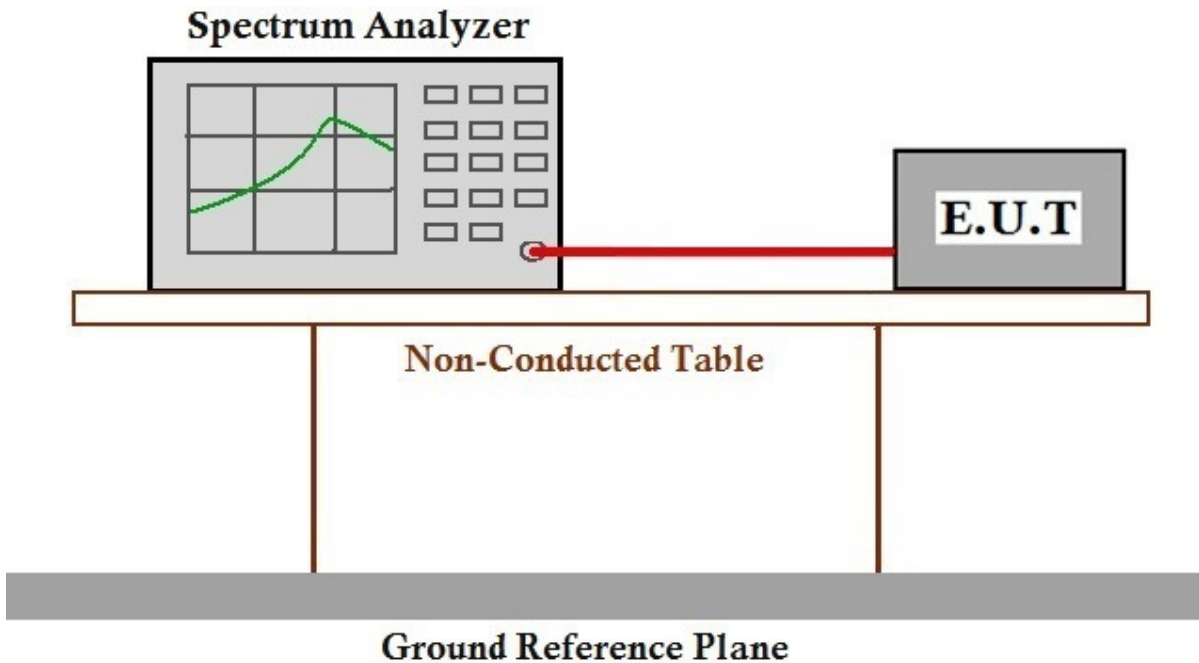 Spectrum Analyzer
E.U.T
Non-Conducted Table
Ground Reference Plane